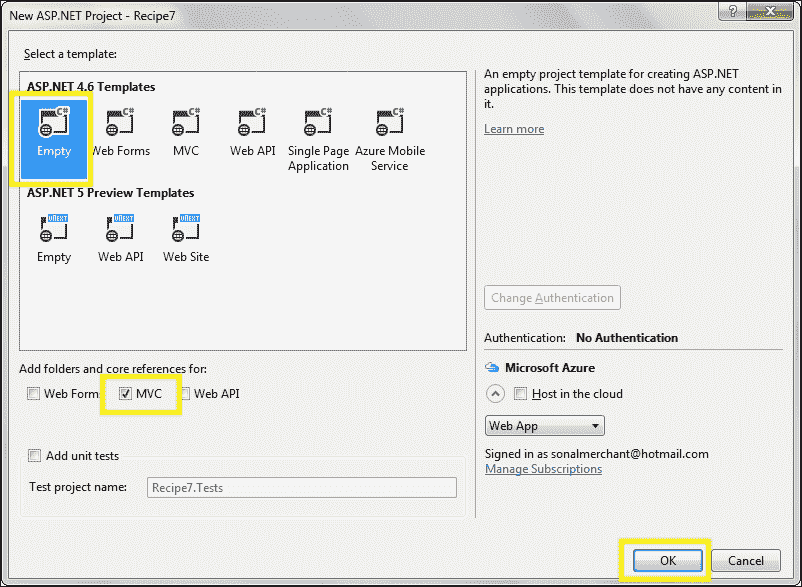 New ASP.NET Project - Recipe7
?
X
Select a template:
ASP.NET 4.6 Templates
C# C# C# C# C# C#
Empty Web Forms MVC Web API Single Page Application Azure Mobile Service
ASP.NET 5 Preview Templates
VNEXT VNEXT VNEXT
Empty Web API Web Site
An empty project template for creating ASP.NET
applications. This template does not have any content in
it.
Learn more
Change Authentication
Authentication: No Authentication
Microsoft Azure
Host in the cloud
Web App
Signed in as sonalmerchant@hotmail.com
Manage Subscriptions
Add folders and core references for:
Web Form MVC Web API
Add unit tests
Test project name: Recipe7.Tests
OK Cancel